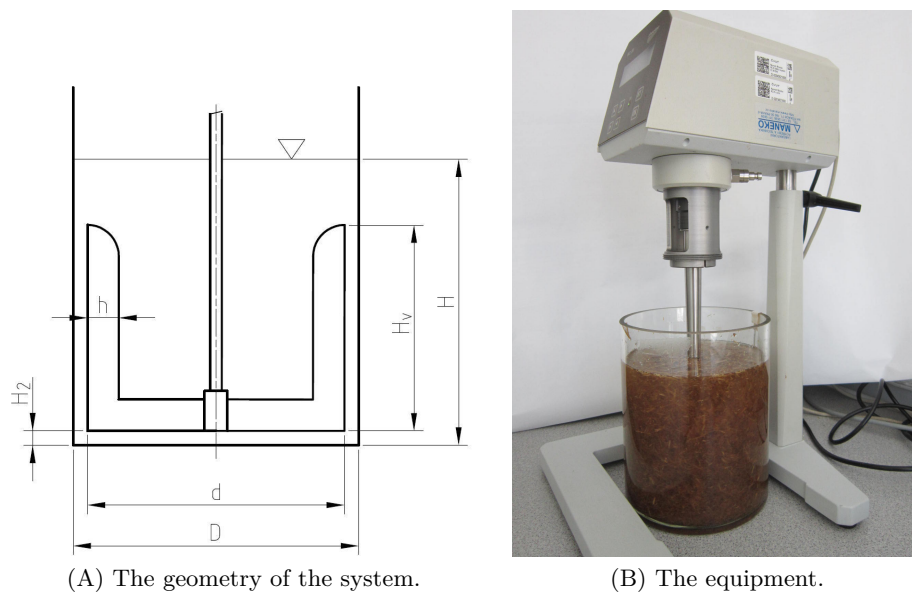 h
H2
Hv
H
d
D
MANEKO
(A) The geometry of the system.
(B) The equipment.